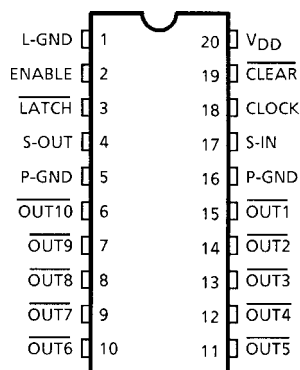 L-GND 1 20 VDD
ENABLE 2 19 CLEAR
LATCH 3 18 CLOCK
S-OUT 4 17 S-IN
P-GND 5 16 P-GND
OUT10 6 15 OUT1
OUT9 7 14 OUT2
OUT8 8 13 OUT3
OUT7 9 12 OUT4
OUT6 10 11 OUT5